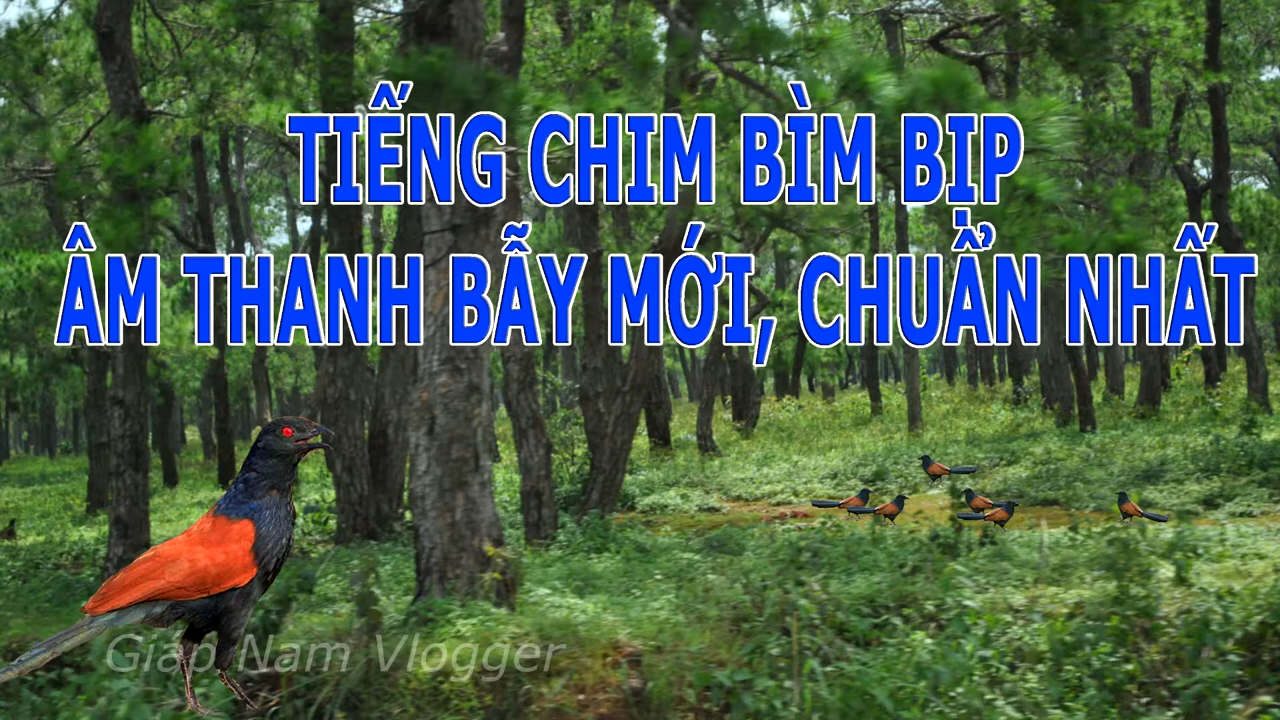 TIẾNG CHIM BÌM BỊP
ÂM THANH BẪY MỚI, CHUẨN NHẤT
Giáp Nam Vlogger